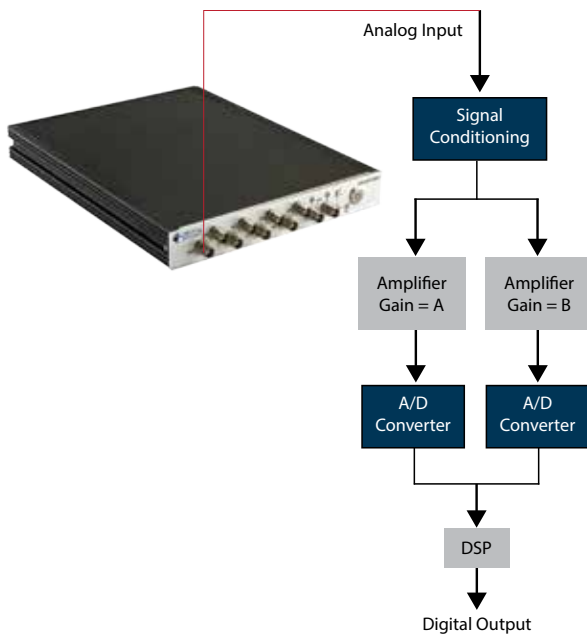 Analog Input
Signal
Conditioning
Amplifier
Gain = A
Amplifier
Gain = B
A/D
Converter
A/D
Converter
DSP
Digital Output